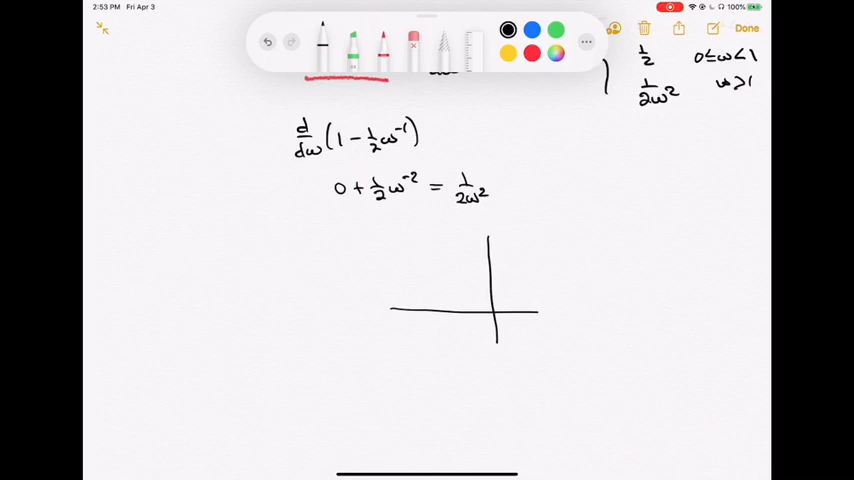 2:53 PM Fri Apr 3
100%
Done
1/2 0≤ω<1
1/2ω² ω>1
d/dω (1 - 1/2 ω⁻¹)
0 + 1/2 ω⁻² = 1/2ω²